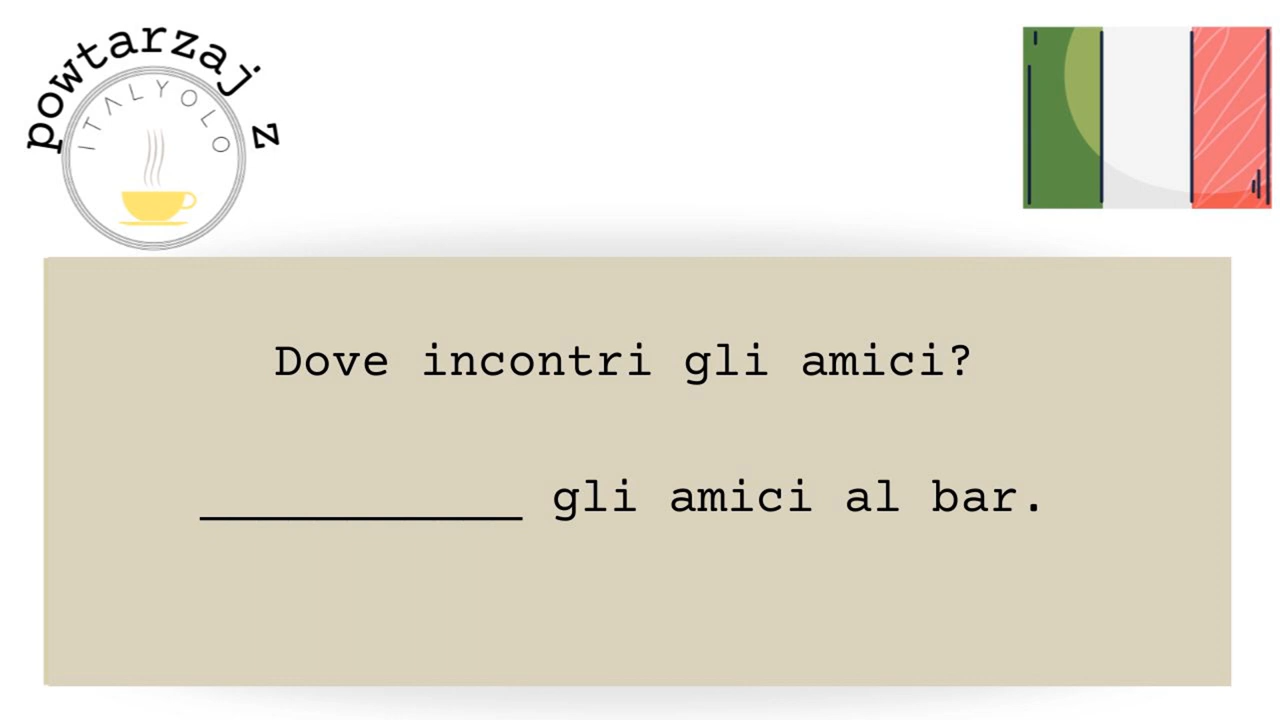 powtarzaj z
ITALYOLO
Dove incontri gli amici?
___________ gli amici al bar.